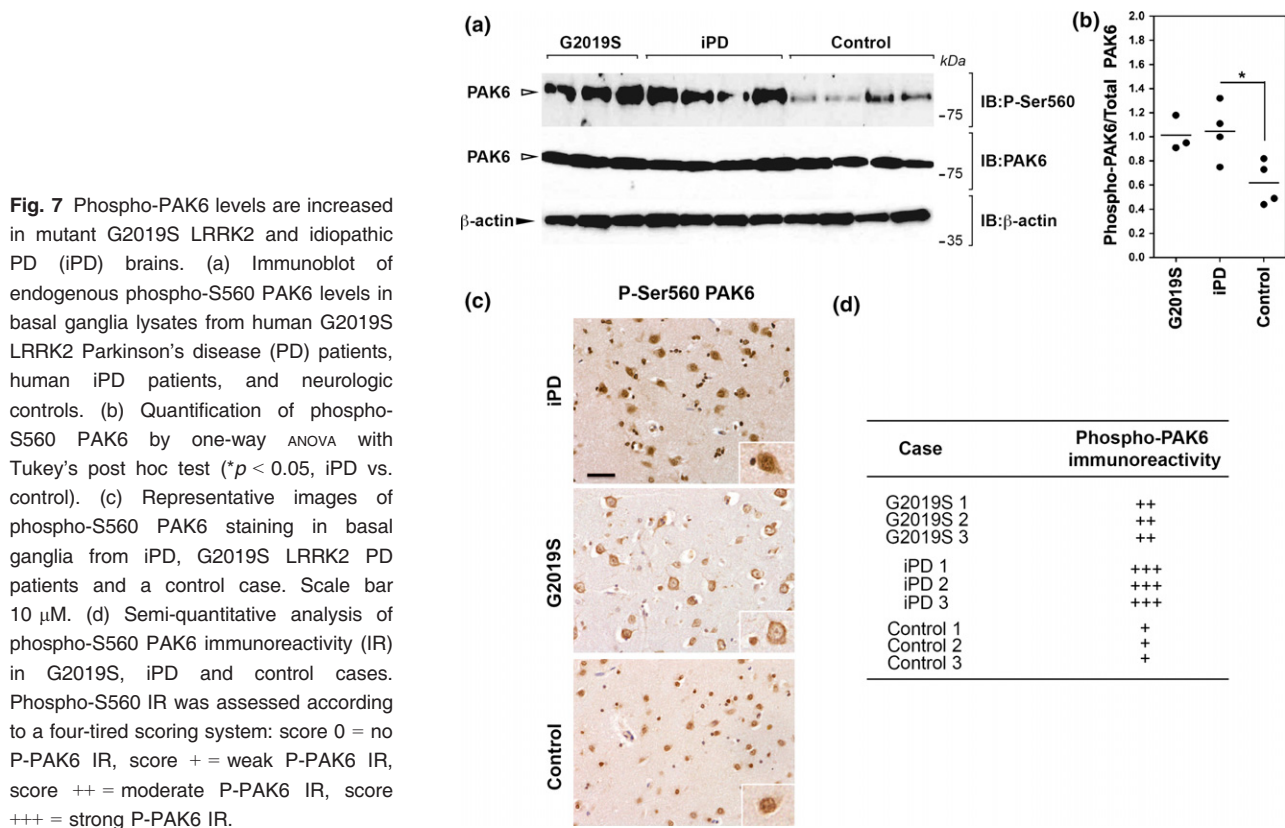 Fig. 7 Phospho-PAK6 levels are increased
in mutant G2019S LRRK2 and idiopathic
PD (iPD) brains. (a) Immunoblot of
endogenous phospho-S560 PAK6 levels in
basal ganglia lysates from human G2019S
LRRK2 Parkinson's disease (PD) patients,
human iPD patients, and neurologic
controls. (b) Quantification of phospho-
S560 PAK6 by one-way ANOVA with
Tukey's post hoc test (*p < 0.05, iPD vs.
control). (c) Representative images of
phospho-S560 PAK6 staining in basal
ganglia from iPD, G2019S LRRK2 PD
patients and a control case. Scale bar
10 μM. (d) Semi-quantitative analysis of
phospho-S560 PAK6 immunoreactivity (IR)
in G2019S, iPD and control cases.
Phospho-S560 IR was assessed according
to a four-tired scoring system: score 0 = no
P-PAK6 IR, score + = weak P-PAK6 IR,
score ++ = moderate P-PAK6 IR, score
+++ = strong P-PAK6 IR.
(a)
G2019S iPD Control
kDa
PAK6
-75
IB:P-Ser560
PAK6
-75
IB:PAK6
β-actin
-35
IB:β-actin
(b)
Phospho-PAK6/Total PAK6
2.0
1.8
1.6
1.4
1.2
1.0
0.8
0.6
0.4
0.2
0.0
*
G2019S
iPD
Control
(c)
P-Ser560 PAK6
iPD
G2019S
Control
(d)
Case Phospho-PAK6
immunoreactivity
G2019S 1 ++
G2019S 2 ++
G2019S 3 ++
iPD 1 +++
iPD 2 +++
iPD 3 +++
Control 1 +
Control 2 +
Control 3 +